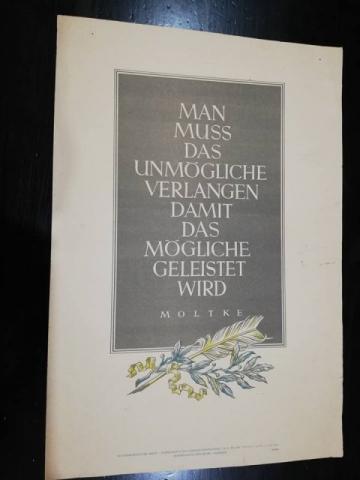 MAN
MUSS
DAS
UNMÖGLICHE
VERLANGEN
DAMIT
DAS
MÖGLICHE
GELEISTET
WIRD
MOLTKE